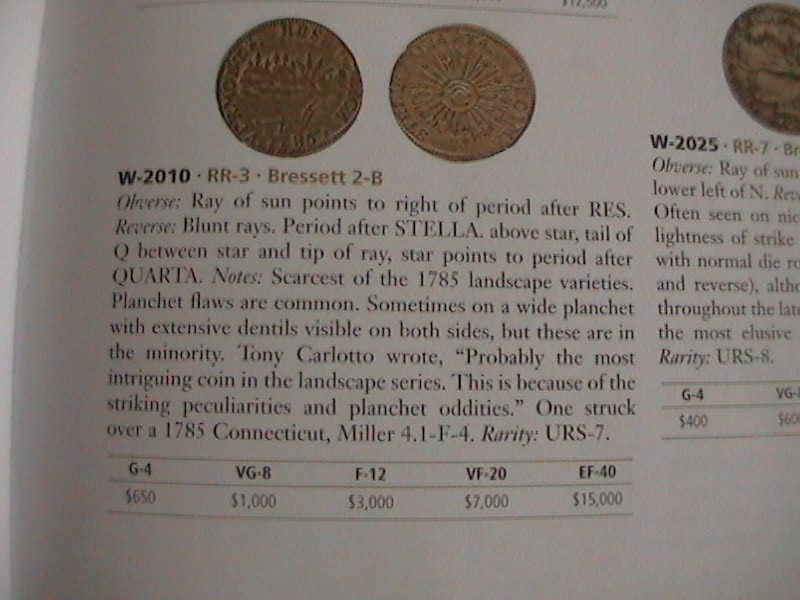 $12,500
W-2010 · RR-3 · Bressett 2-B
Obverse: Ray of sun points to right of period after RES.
Reverse: Blunt rays. Period after STELLA. above star, tail of
Q between star and tip of ray, star points to period after
QUARTA. Notes: Scarcest of the 1785 landscape varieties.
Planchet flaws are common. Sometimes on a wide planchet
with extensive dentils visible on both sides, but these are in
the minority. Tony Carlotto wrote, “Probably the most
intriguing coin in the landscape series. This is because of the
striking peculiarities and planchet oddities.” One struck
over a 1785 Connecticut, Miller 4.1-F-4. Rarity: URS-7.
G-4 VG-8 F-12 VF-20 EF-40
$650 $1,000 $3,000 $7,000 $15,000
W-2025 · RR-7 · Br
Obverse: Ray of sun
lower left of N. Rev
Often seen on nic
lightness of strike
with normal die ro
and reverse), altho
throughout the late
the most elusive
Rarity: URS-8.
G-4 VG-8
$400 $600